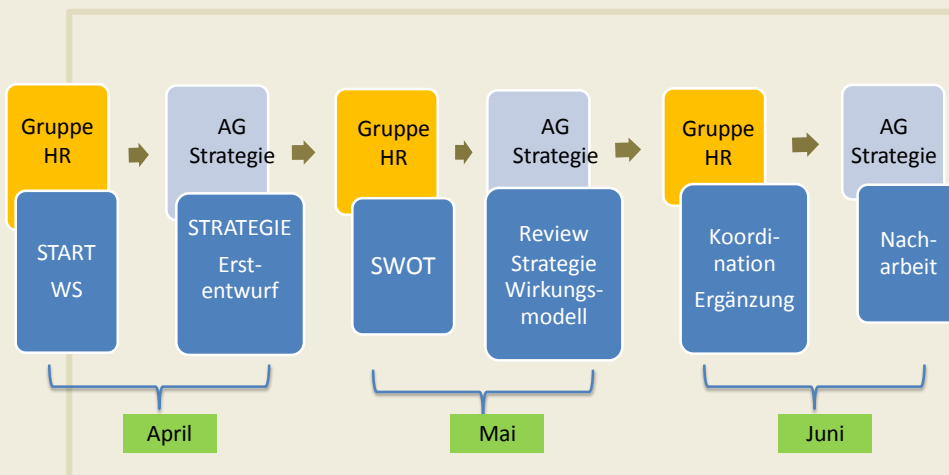 Gruppe
HR
START
WS
AG
Strategie
STRATEGIE
Erst-
entwurf
Gruppe
HR
SWOT
AG
Strategie
Review
Strategie
Wirkungs-
modell
Gruppe
HR
Koordi-
nation
Ergänzung
AG
Strategie
Nach-
arbeit
April
Mai
Juni